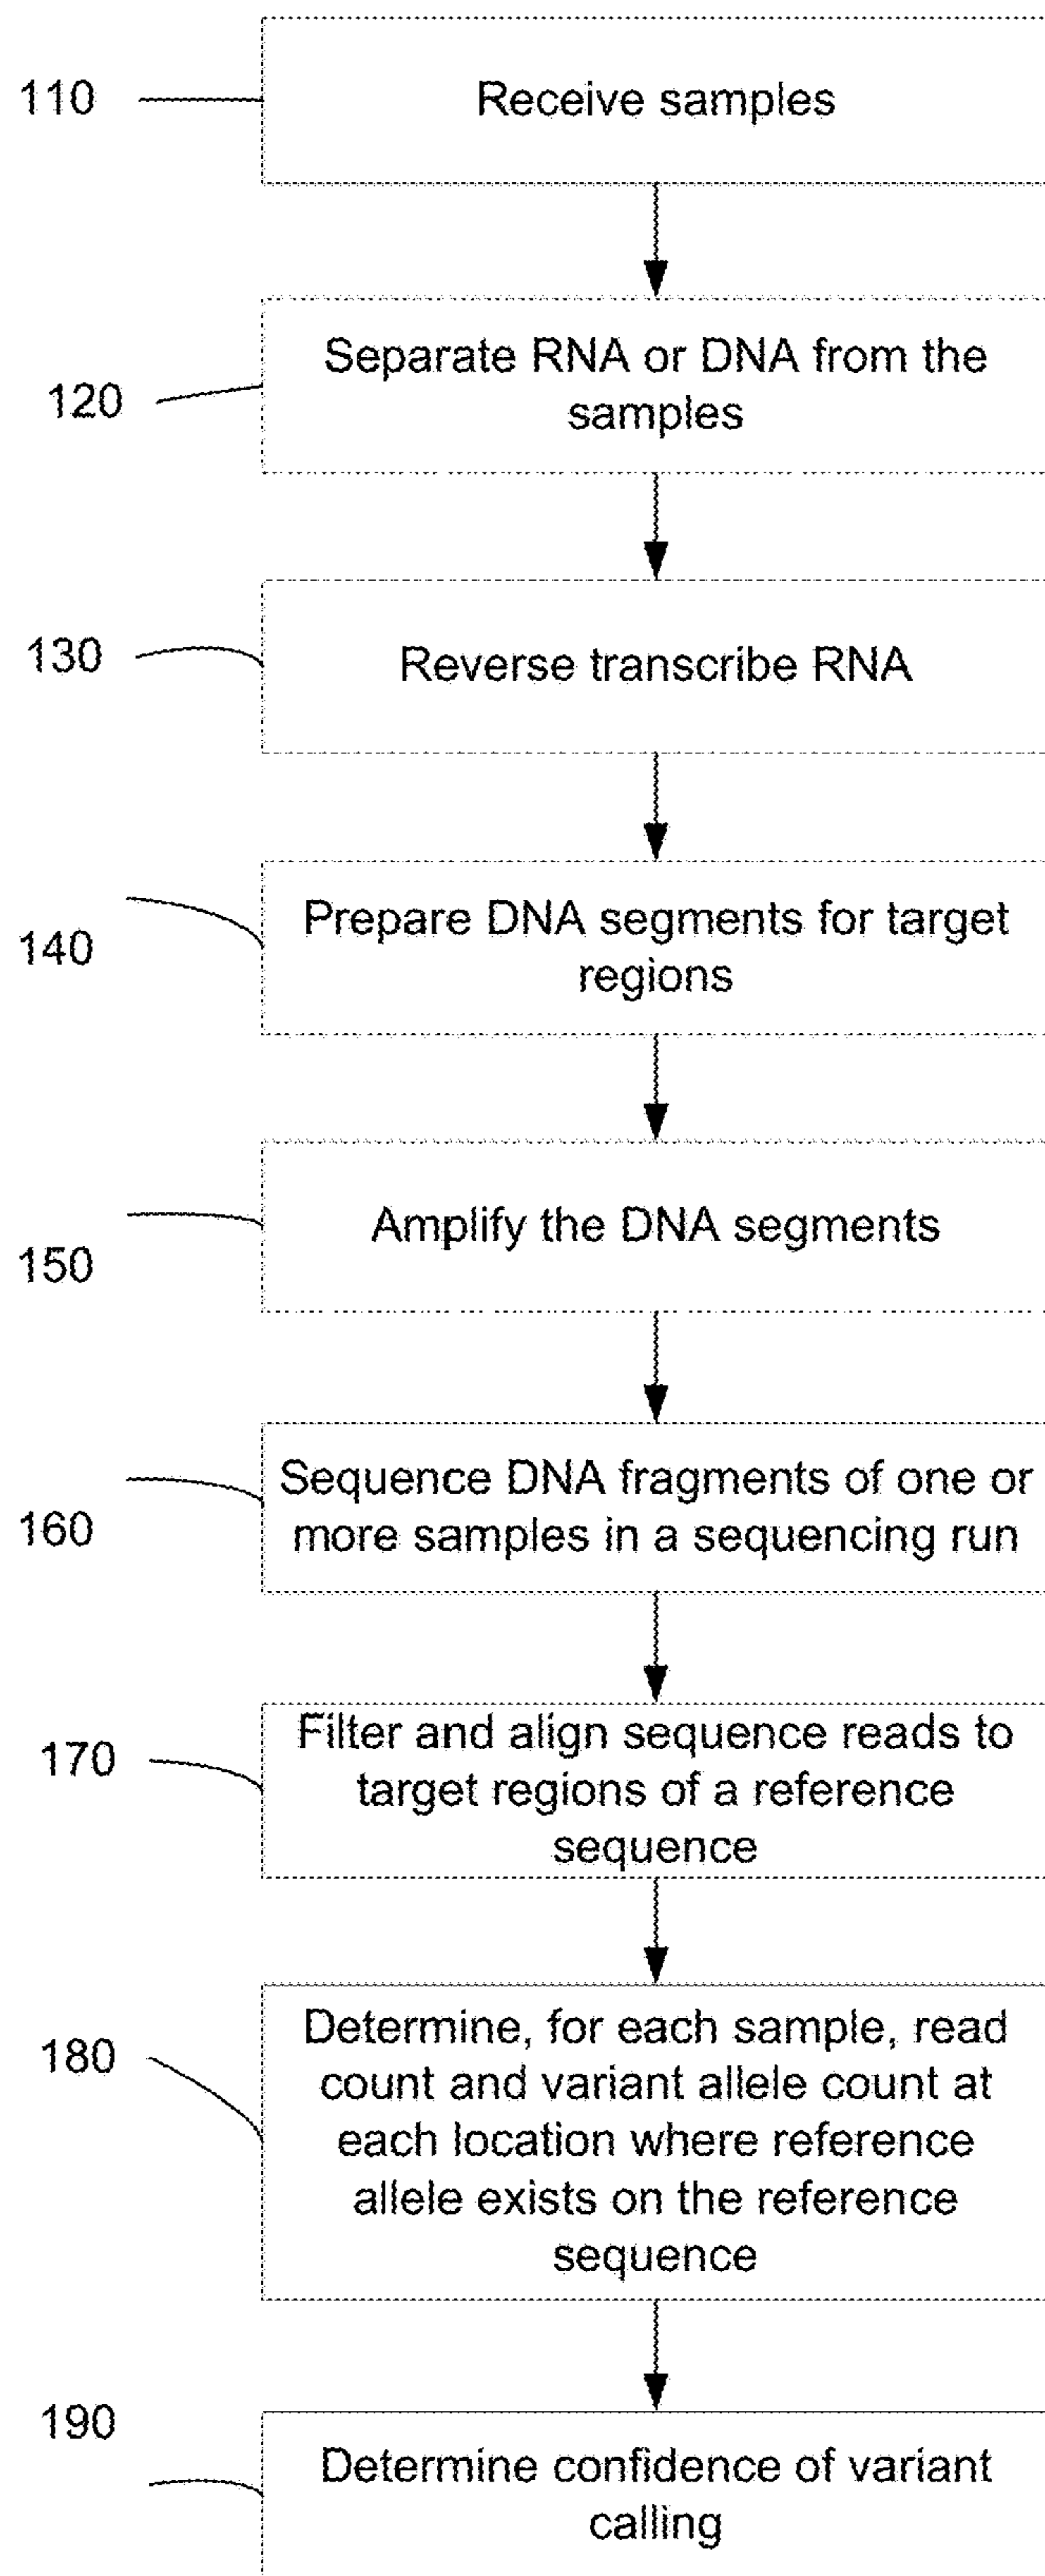 110
Receive samples
120
Separate RNA or DNA from the
samples
130
Reverse transcribe RNA
140
Prepare DNA segments for target
regions
150
Amplify the DNA segments
160
Sequence DNA fragments of one or
more samples in a sequencing run
170
Filter and align sequence reads to
target regions of a reference
sequence
180
Determine, for each sample, read
count and variant allele count at
each location where reference
allele exists on the reference
sequence
190
Determine confidence of variant
calling